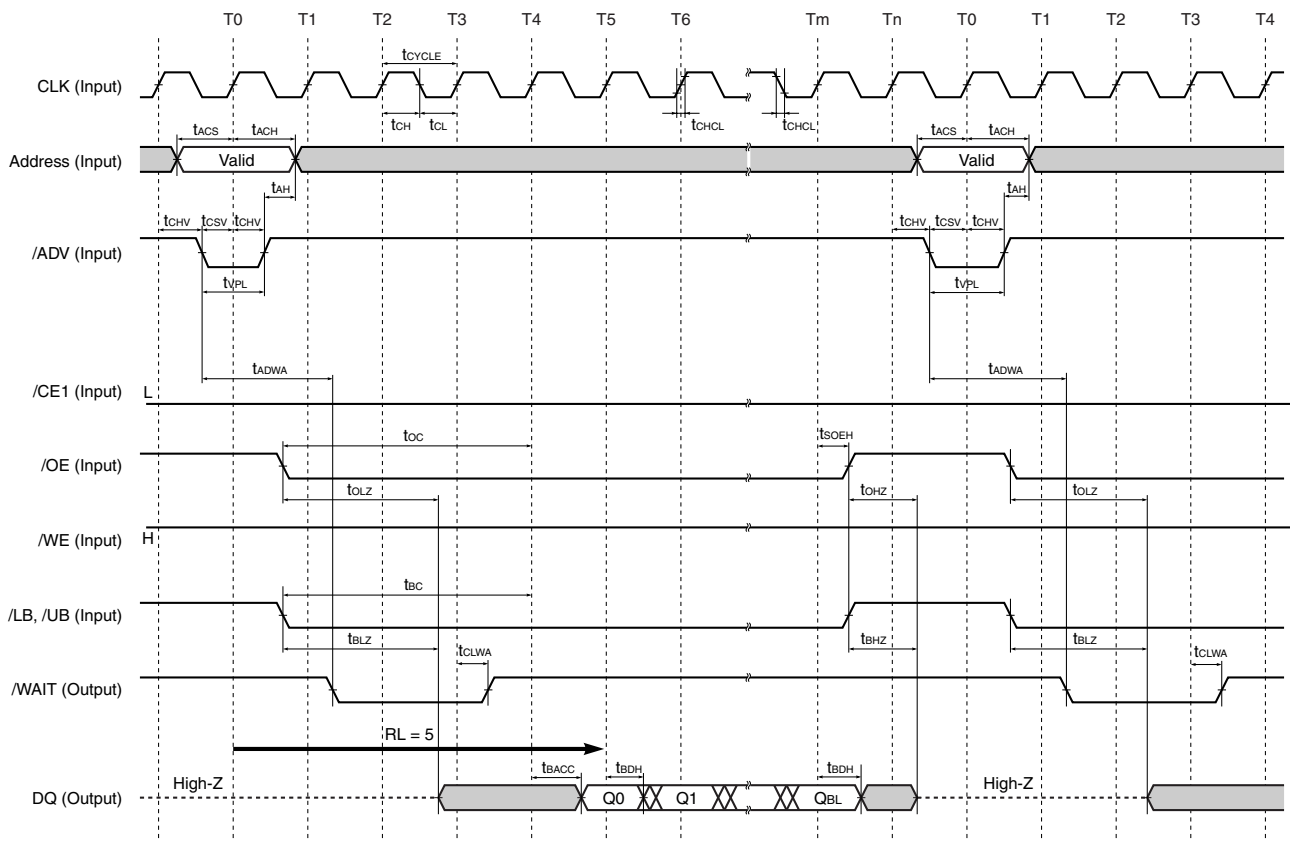 T0 T1 T2 T3 T4 T5 T6 Tm Tn T0 T1 T2 T3 T4
tCYCLE
CLK (Input)
tCH tCL tCHCL tCHCL
tACS tACH tACS tACH
Address (Input) Valid Valid
tAH tAH
tCHV tCSV tCHV tCHV tCSV tCHV
/ADV (Input)
tVPL tVPL
tADWA tADWA
/CE1 (Input) L
tOC tSOEH
/OE (Input)
tOLZ tOHZ tOLZ
/WE (Input) H
tBC
/LB, /UB (Input)
tBLZ tBHZ tBLZ
tCLWA tCLWA
/WAIT (Output)
RL = 5
tBACC tBDH tBDH
High-Z High-Z
DQ (Output) Q0 Q1 QBL